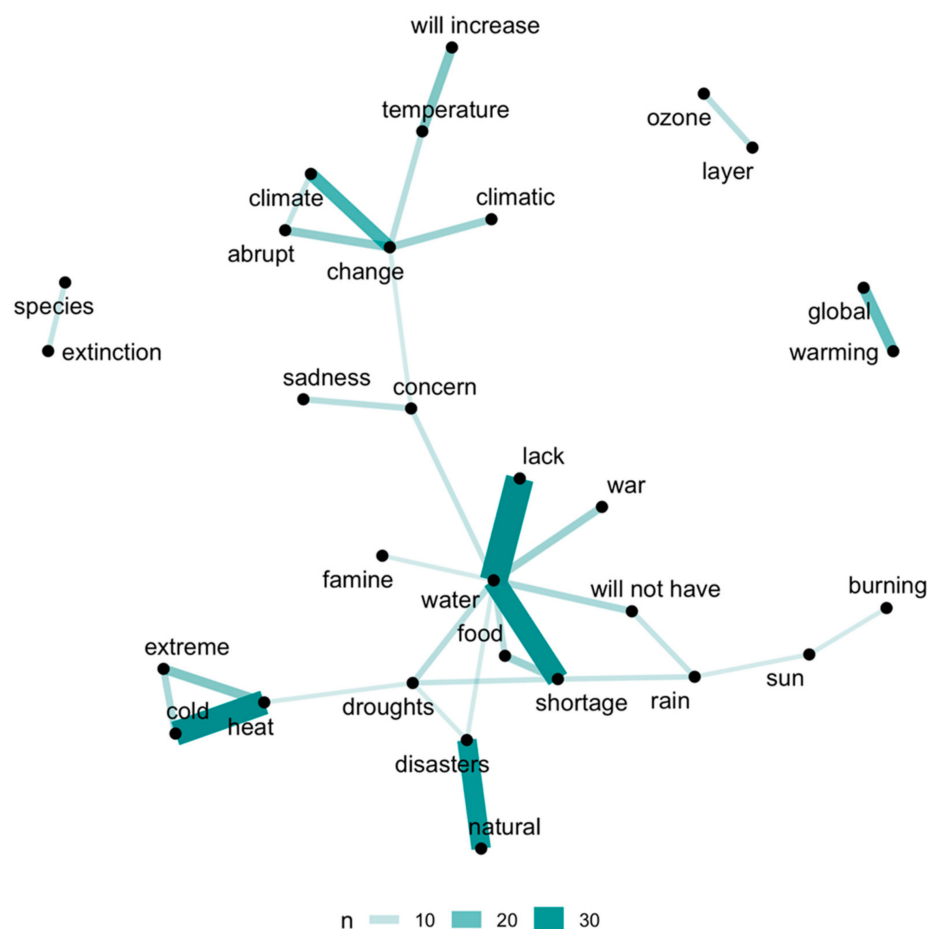 will increase
temperature
ozone
layer
climate
climatic
abrupt
change
species
extinction
global
warming
sadness
concern
lack
war
famine
water
will not have
burning
food
extreme
cold
heat
droughts
shortage
rain
sun
disasters
natural
n 10 20 30